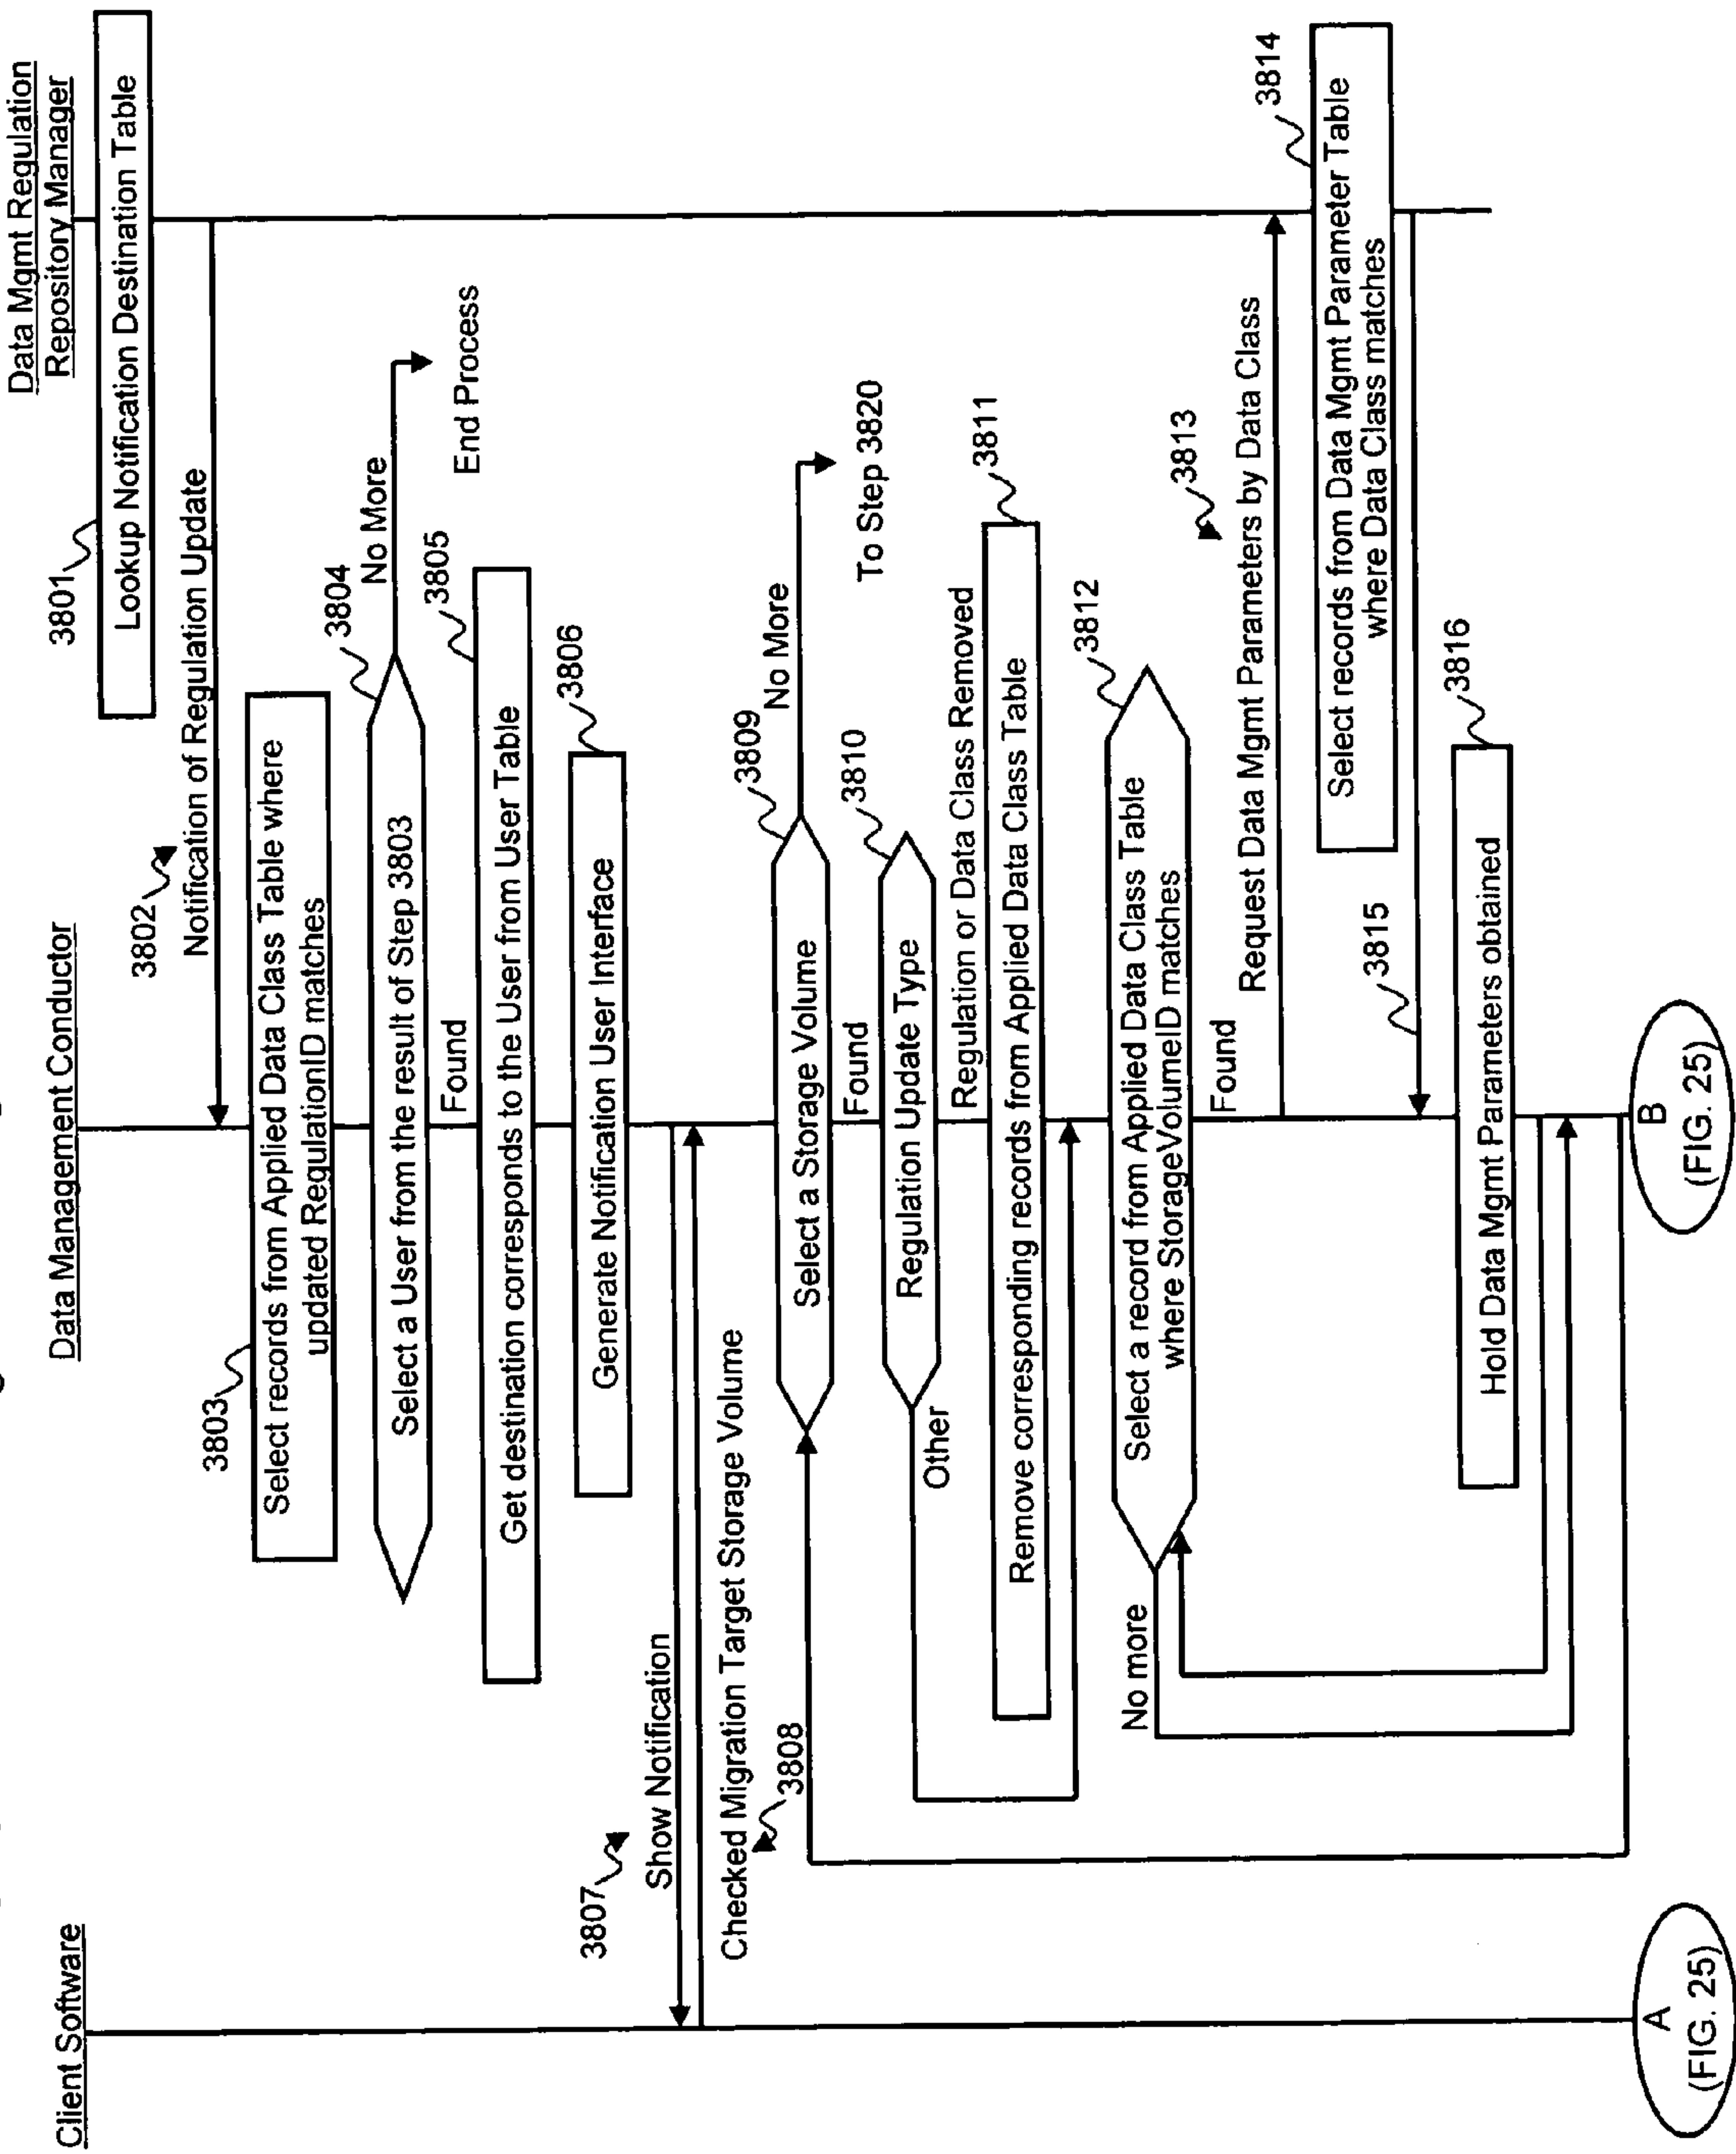 Client Software
Data Management Conductor
Data Mgmt Regulation
Repository Manager
3801
Lookup Notification Destination Table
3802
Notification of Regulation Update
3803
Select records from Applied Data Class Table where
updated RegulationID matches
3804
Select a User from the result of Step 3803
No More
End Process
Found
3805
Get destination corresponds to the User from User Table
3806
Generate Notification User Interface
3807
Show Notification
Checked Migration Target Storage Volume
3808
3809
Select a Storage Volume
No More
To Step 3820
Found
3810
Regulation Update Type
Other
Regulation or Data Class Removed
3811
Remove corresponding records from Applied Data Class Table
3812
Select a record from Applied Data Class Table
where StorageVolumeID matches
No more
Found
3813
Request Data Mgmt Parameters by Data Class
3814
Select records from Data Mgmt Parameter Table
where Data Class matches
3815
3816
Hold Data Mgmt Parameters obtained
A
(FIG. 25)
B
(FIG. 25)